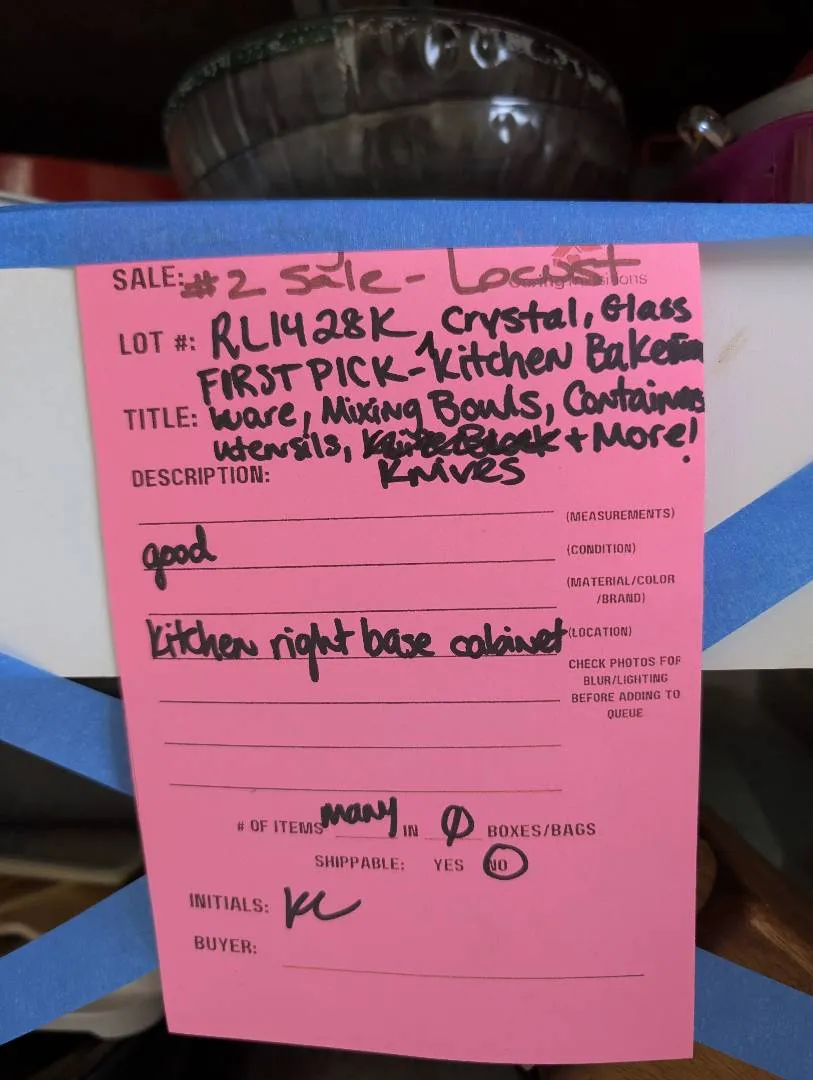 SALE: #2 Sale - Locust
LOT #: RL1428K, Crystal, Glass
FIRST PICK - Kitchen Bake
TITLE: ware, Mixing Bowls, Containers
utensils, + More!
DESCRIPTION: Knives
(MEASUREMENTS)
good (CONDITION)
(MATERIAL/COLOR
/BRAND)
Kitchen right base cabinet (LOCATION)
CHECK PHOTOS FOR
BLUR/LIGHTING
BEFORE ADDING TO
QUEUE
# OF ITEMS many IN Ø BOXES/BAGS
SHIPPABLE: YES NO
INITIALS: KC
BUYER: